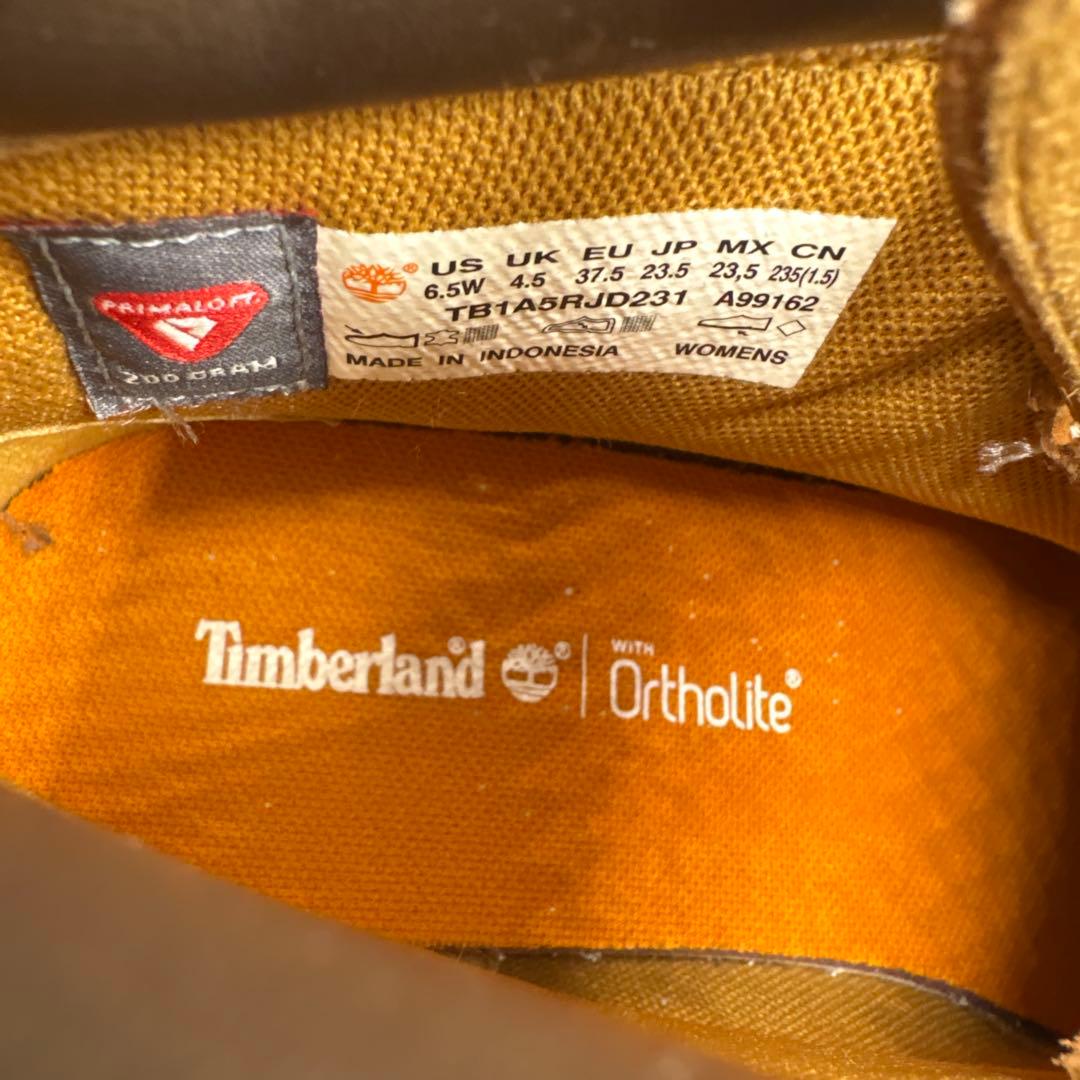 PRIMALOFT
200 GRAM
® US UK EU JP MX CN
6.5W 4.5 37.5 23.5 23,5 235(1.5)
TB1A5RJD231 A99162
MADE IN INDONESIA WOMENS
Timberland® ® WITH
Ortholite®